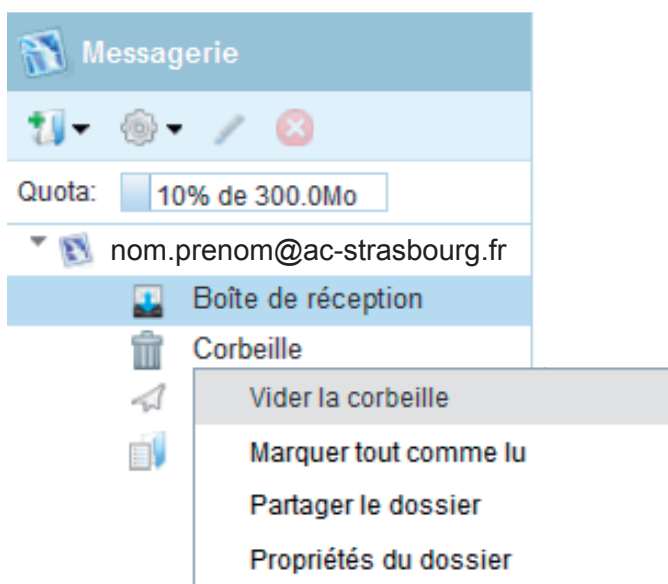 Messagerie
Quota: 10% de 300.0Mo
nom.prenom@ac-strasbourg.fr
Boîte de réception
Corbeille
Vider la corbeille
Marquer tout comme lu
Partager le dossier
Propriétés du dossier